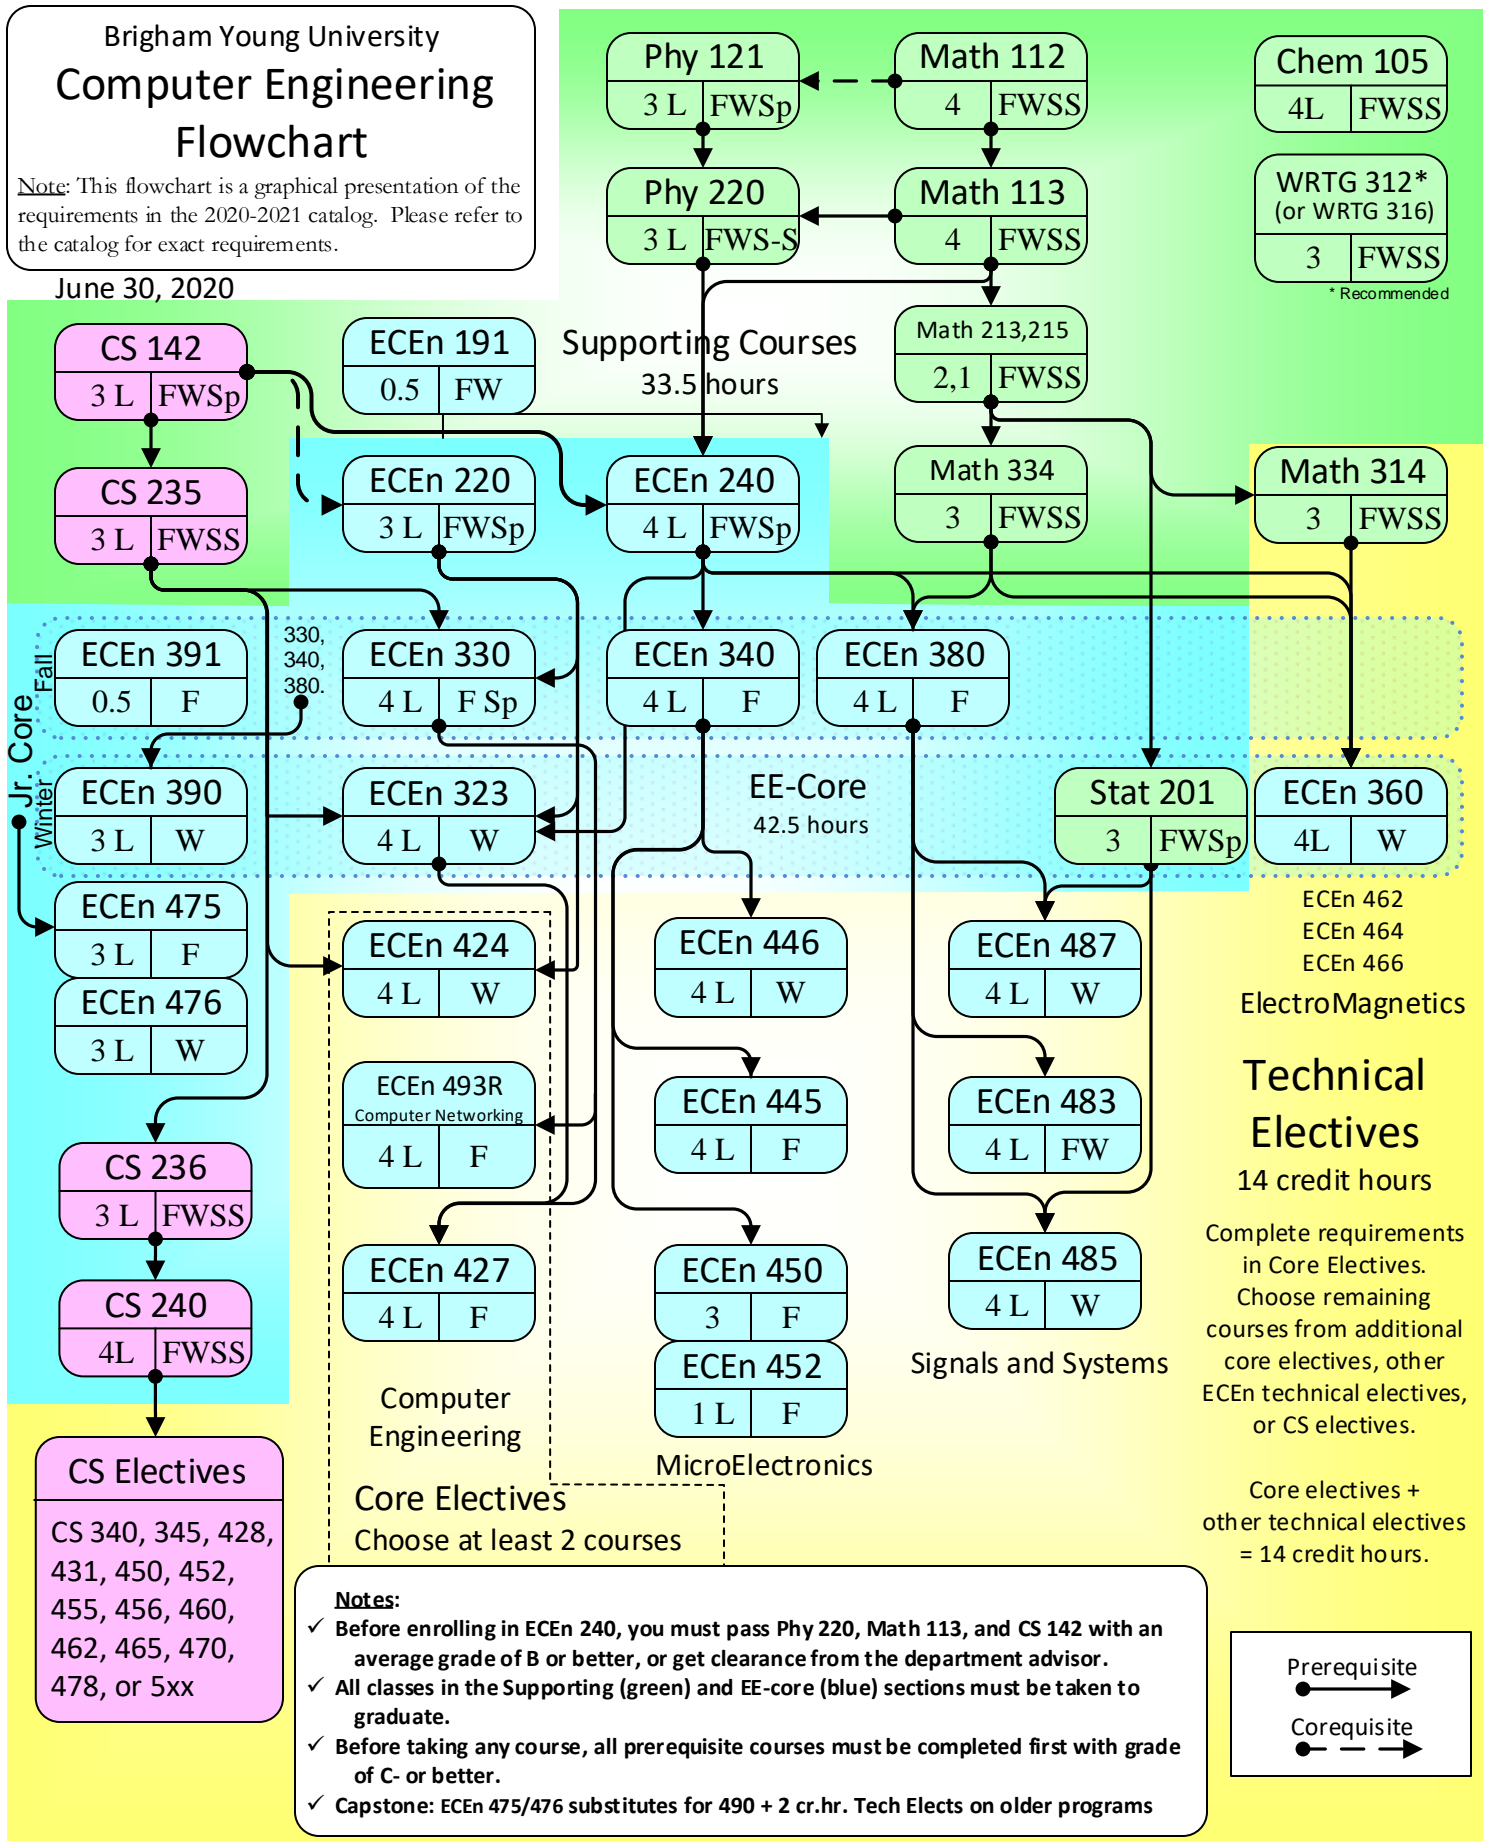 Brigham Young University
Computer Engineering
Flowchart
Note: This flowchart is a graphical presentation of the
requirements in the 2020-2021 catalog. Please refer to
the catalog for exact requirements.
June 30, 2020
Phy 121
3 L FWSp
Math 112
4 FWSS
Chem 105
4L FWSS
Phy 220
3 L FWS-S
Math 113
4 FWSS
WRTG 312*
(or WRTG 316)
3 FWSS
* Recommended
CS 142
3 L FWSp
ECEn 191
0.5 FW
Supporting Courses
33.5 hours
Math 213,215
2,1 FWSS
CS 235
3 L FWSS
ECEn 220
3 L FWSp
ECEn 240
4 L FWSp
Math 334
3 FWSS
Math 314
3 FWSS
Jr. Core
Fall
ECEn 391
0.5 F
330,
340,
380.
ECEn 330
4 L F Sp
ECEn 340
4 L F
ECEn 380
4 L F
Winter
ECEn 390
3 L W
ECEn 323
4 L W
EE-Core
42.5 hours
Stat 201
3 FWSp
ECEn 360
4L W
ECEn 475
3 L F
ECEn 476
3 L W
ECEn 424
4 L W
ECEn 446
4 L W
ECEn 487
4 L W
ECEn 462
ECEn 464
ECEn 466
ElectroMagnetics
ECEn 493R
Computer Networking
4 L F
ECEn 445
4 L F
ECEn 483
4 L FW
Technical
Electives
14 credit hours
CS 236
3 L FWSS
CS 240
4L FWSS
ECEn 427
4 L F
ECEn 450
3 F
ECEn 452
1 L F
ECEn 485
4 L W
Complete requirements
in Core Electives.
Choose remaining
courses from additional
core electives, other
ECEn technical electives,
or CS electives.
Computer
Engineering
MicroElectronics
Signals and Systems
Core electives +
other technical electives
= 14 credit hours.
Core Electives
Choose at least 2 courses
CS Electives
CS 340, 345, 428,
431, 450, 452,
455, 456, 460,
462, 465, 470,
478, or 5xx
Notes:
✓ Before enrolling in ECEn 240, you must pass Phy 220, Math 113, and CS 142 with an
average grade of B or better, or get clearance from the department advisor.
✓ All classes in the Supporting (green) and EE-core (blue) sections must be taken to
graduate.
✓ Before taking any course, all prerequisite courses must be completed first with grade
of C- or better.
✓ Capstone: ECEn 475/476 substitutes for 490 + 2 cr.hr. Tech Elects on older programs
Prerequisite
Corequisite